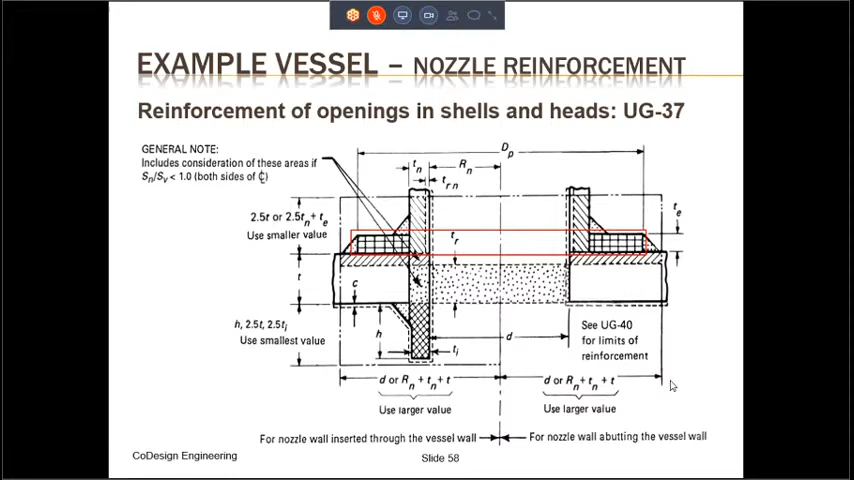 EXAMPLE VESSEL – NOZZLE REINFORCEMENT
Reinforcement of openings in shells and heads: UG-37
GENERAL NOTE:
Includes consideration of these areas if
Sn/Sv < 1.0 (both sides of ℄)
Dp
tn
Rn
trn
te
2.5t or 2.5tn + te
Use smaller value
tr
t
c
h, 2.5t, 2.5ti
Use smallest value
h
ti
d
See UG-40
for limits of
reinforcement
d or Rn + tn + t
d or Rn + tn + t
Use larger value
Use larger value
For nozzle wall inserted through the vessel wall
For nozzle wall abutting the vessel wall
CoDesign Engineering
Slide 58